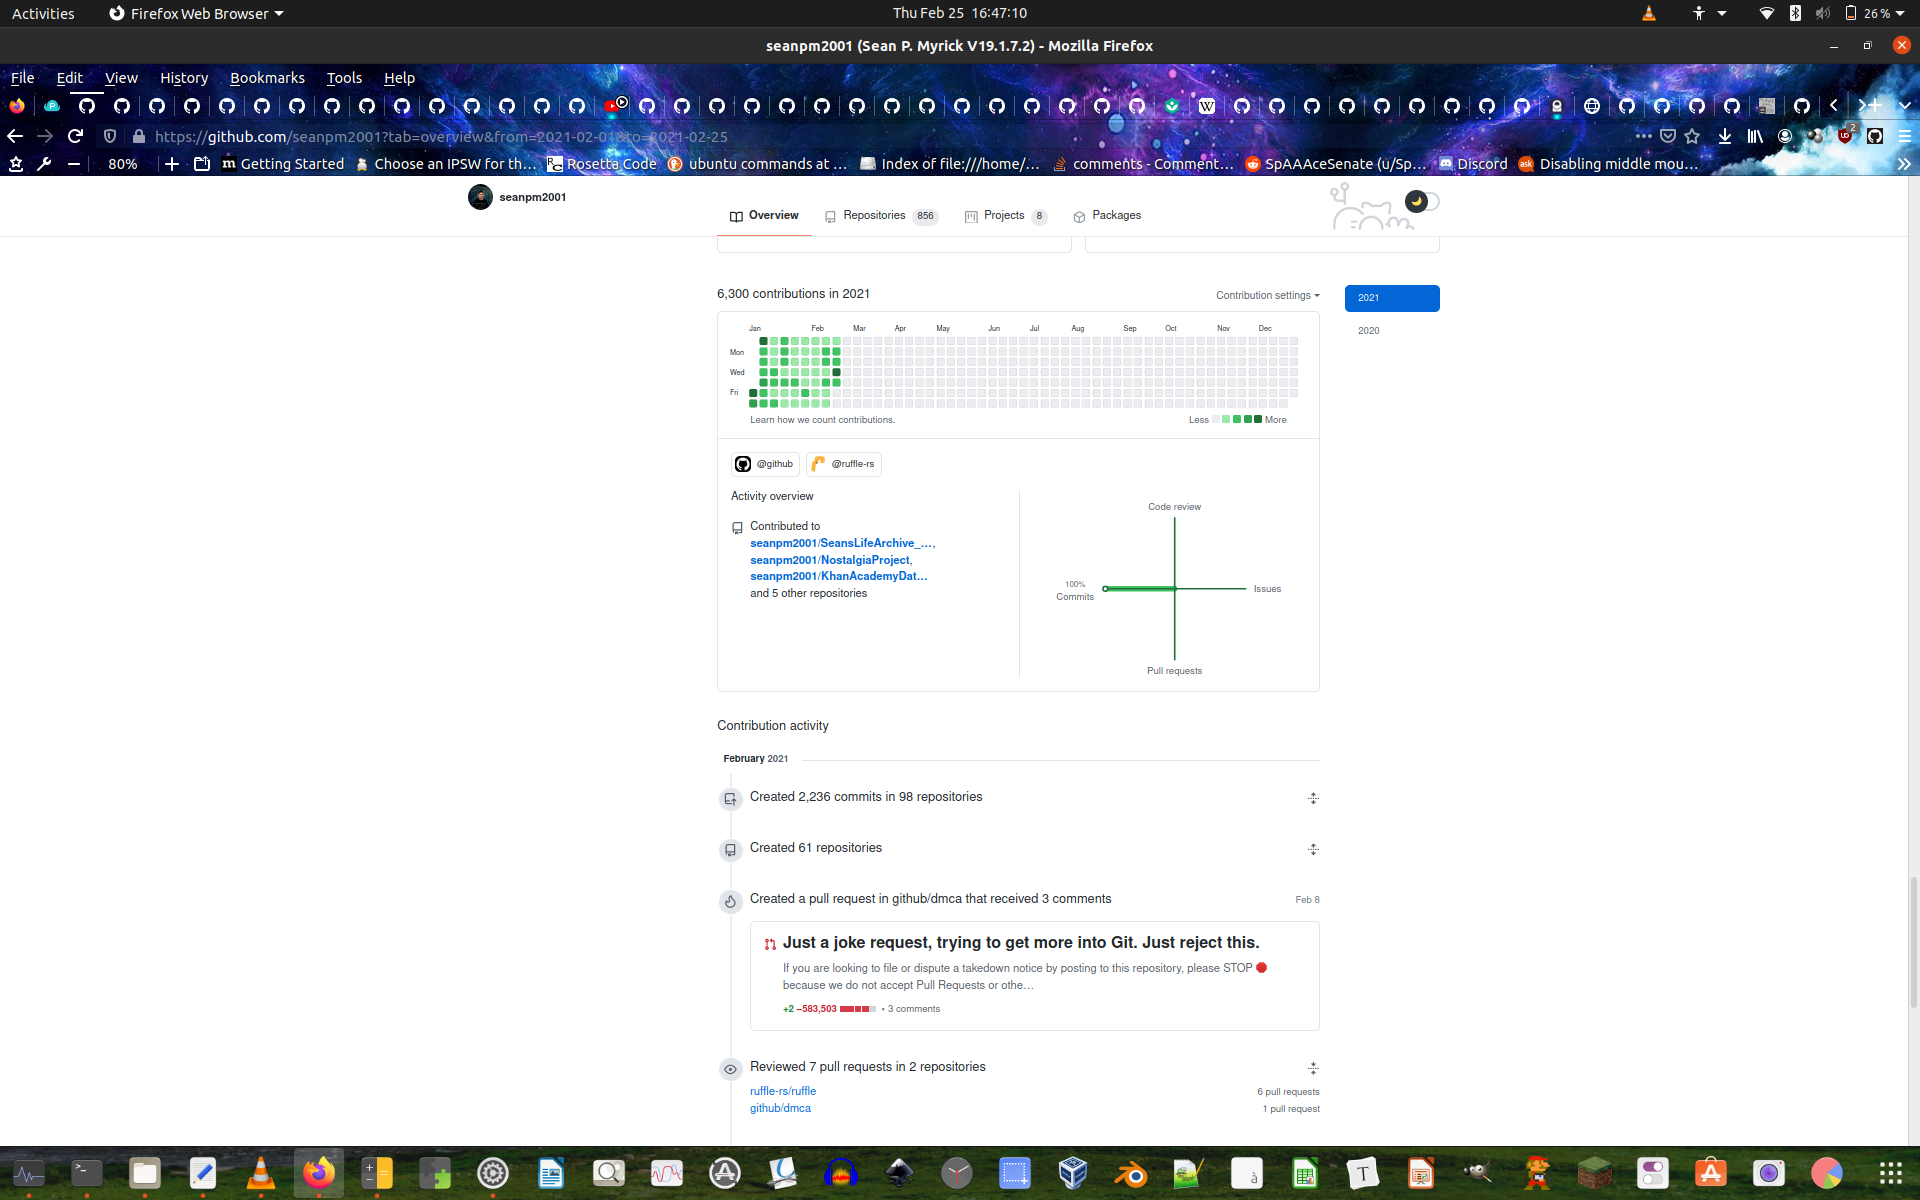 Activities
Firefox Web Browser
Thu Feb 25 16:47:10
26 %
seanpm2001 (Sean P. Myrick V19.1.7.2) - Mozilla Firefox
File Edit View History Bookmarks Tools Help
https://github.com/seanpm2001?tab=overview&from=2021-02-01&to=2021-02-25
80%
Getting Started
Choose an IPSW for th…
Rosetta Code
ubuntu commands at …
Index of file:///home/…
comments - Comment…
SpAAAceSenate (u/Sp…
Discord
Disabling middle mou…
seanpm2001
Overview
Repositories 856
Projects 8
Packages
6,300 contributions in 2021
Contribution settings
2021
2020
Jan Feb Mar Apr May Jun Jul Aug Sep Oct Nov Dec
Mon
Wed
Fri
Learn how we count contributions.
Less More
@github
@ruffle-rs
Activity overview
Contributed to
seanpm2001/SeansLifeArchive_…,
seanpm2001/NostalgiaProject,
seanpm2001/KhanAcademyDat…
and 5 other repositories
Code review
100%
Commits
Issues
Pull requests
Contribution activity
February 2021
Created 2,236 commits in 98 repositories
Created 61 repositories
Created a pull request in github/dmca that received 3 comments
Feb 8
Just a joke request, trying to get more into Git. Just reject this.
If you are looking to file or dispute a takedown notice by posting to this repository, please STOP
because we do not accept Pull Requests or othe…
+2 −583,503 • 3 comments
Reviewed 7 pull requests in 2 repositories
ruffle-rs/ruffle
6 pull requests
github/dmca
1 pull request